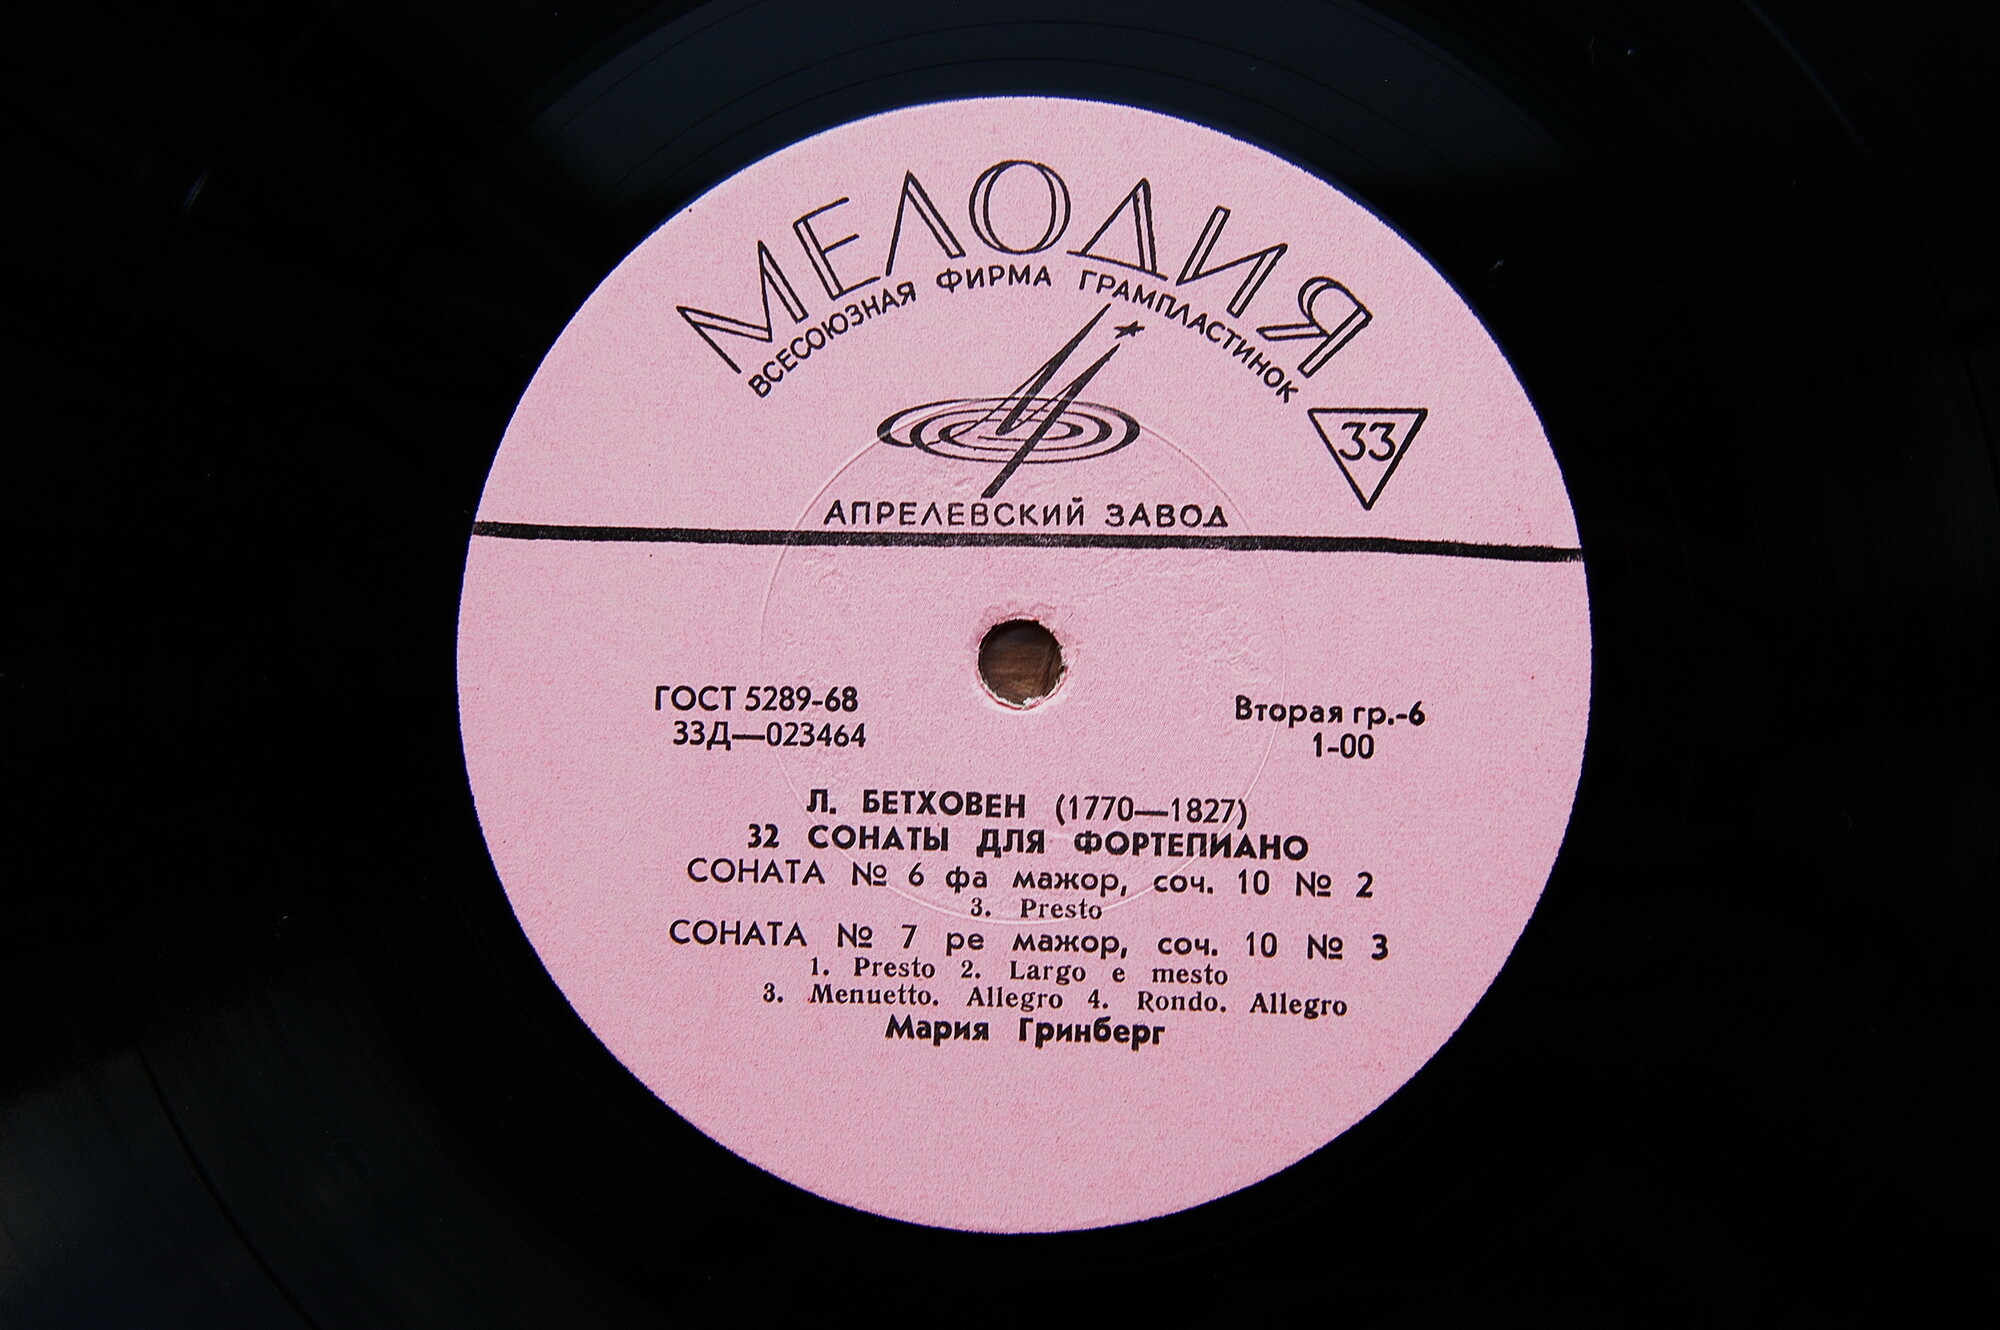 МЕЛОДИЯ
ВСЕСОЮЗНАЯ ФИРМА ГРАМПЛАСТИНОК
33
АПРЕЛЕВСКИЙ ЗАВОД
ГОСТ 5289-68
33Д—023464
Вторая гр.-6
1-00
Л. БЕТХОВЕН (1770—1827)
32 СОНАТЫ ДЛЯ ФОРТЕПИАНО
СОНАТА № 6 фа мажор, соч. 10 № 2
3. Presto
СОНАТА № 7 ре мажор, соч. 10 № 3
1. Presto 2. Largo e mesto
3. Menuetto. Allegro 4. Rondo. Allegro
Мария Гринберг